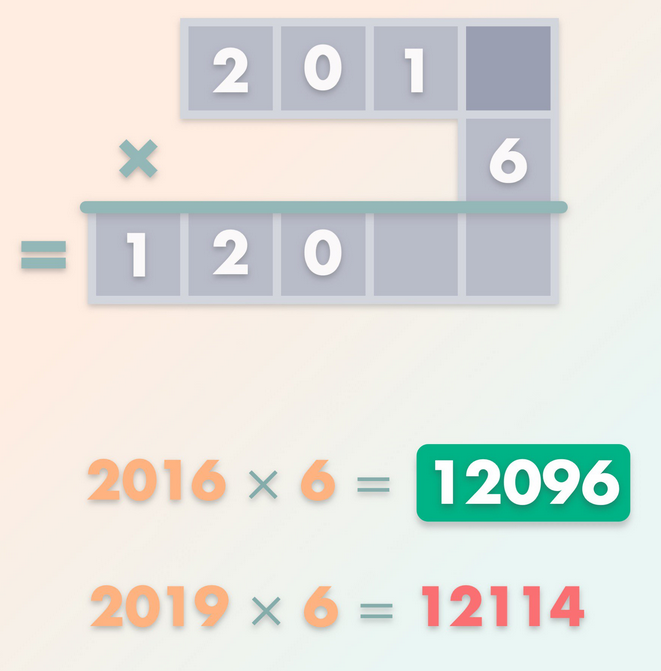 2 0 1
× 6
= 1 2 0
2016 × 6 = 12096
2019 × 6 = 12114